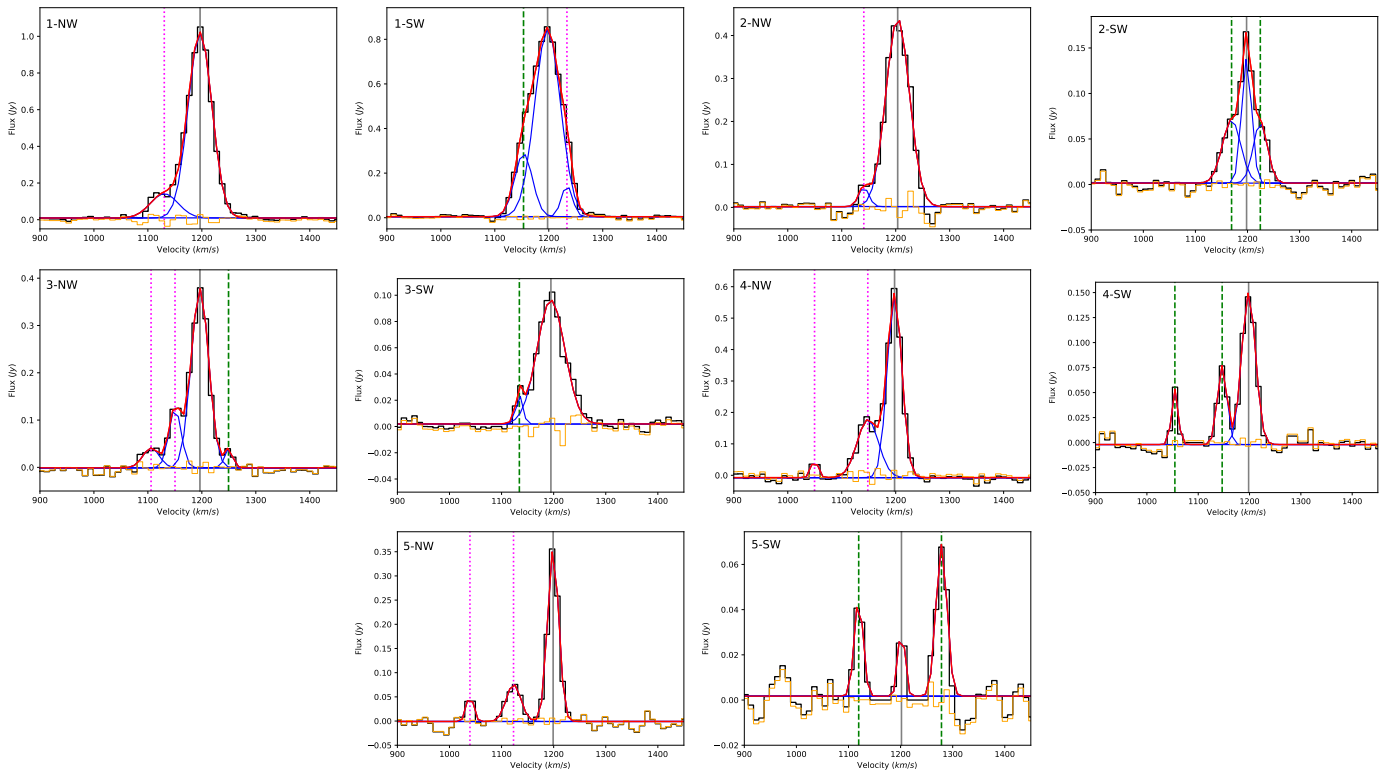 1-NW
Flux (Jy)
1.0
0.8
0.6
0.4
0.2
0.0
900 1000 1100 1200 1300 1400
Velocity (km/s)
1-SW
Flux (Jy)
0.8
0.6
0.4
0.2
0.0
900 1000 1100 1200 1300 1400
Velocity (km/s)
2-NW
Flux (Jy)
0.4
0.3
0.2
0.1
0.0
900 1000 1100 1200 1300 1400
Velocity (km/s)
2-SW
Flux (Jy)
0.15
0.10
0.05
0.00
−0.05
900 1000 1100 1200 1300 1400
Velocity (km/s)
3-NW
Flux (Jy)
0.4
0.3
0.2
0.1
0.0
900 1000 1100 1200 1300 1400
Velocity (km/s)
3-SW
Flux (Jy)
0.10
0.08
0.06
0.04
0.02
0.00
−0.02
−0.04
900 1000 1100 1200 1300 1400
Velocity (km/s)
4-NW
Flux (Jy)
0.6
0.5
0.4
0.3
0.2
0.1
0.0
900 1000 1100 1200 1300 1400
Velocity (km/s)
4-SW
Flux (Jy)
0.150
0.125
0.100
0.075
0.050
0.025
0.000
−0.025
−0.050
900 1000 1100 1200 1300 1400
Velocity (km/s)
5-NW
Flux (Jy)
0.35
0.30
0.25
0.20
0.15
0.10
0.05
0.00
−0.05
900 1000 1100 1200 1300 1400
Velocity (km/s)
5-SW
Flux (Jy)
0.06
0.04
0.02
0.00
−0.02
900 1000 1100 1200 1300 1400
Velocity (km/s)